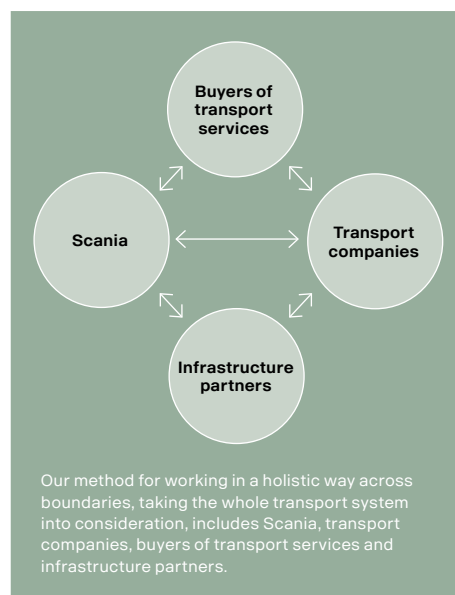 Buyers of
transport
services
Scania
Transport
companies
Infrastructure
partners
Our method for working in a holistic way across
boundaries, taking the whole transport system
into consideration, includes Scania, transport
companies, buyers of transport services and
infrastructure partners.